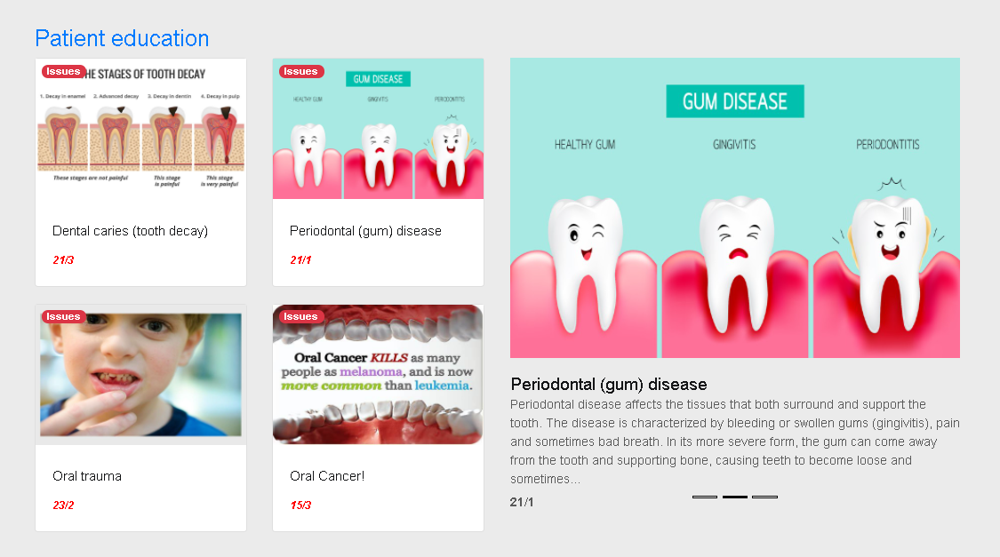 Patient education
Issues
THE STAGES OF TOOTH DECAY
1. Decay in enamel 2. Advanced decay 3. Decay in dentin 4. Decay in pulp
These stages are not painful
This stage
is painful
This stage
is very painful
Dental caries (tooth decay)
21/3
Issues
GUM DISEASE
HEALTHY GUM GINGIVITIS PERIODONTITIS
Periodontal (gum) disease
21/1
Issues
Oral trauma
23/2
Issues
Oral Cancer KILLS as many
people as melanoma, and is now
more common than leukemia.
Oral Cancer!
15/3
GUM DISEASE
HEALTHY GUM GINGIVITIS PERIODONTITIS
Periodontal (gum) disease
Periodontal disease affects the tissues that both surround and support the
tooth. The disease is characterized by bleeding or swollen gums (gingivitis), pain
and sometimes bad breath. In its more severe form, the gum can come away
from the tooth and supporting bone, causing teeth to become loose and
sometimes...
21/1